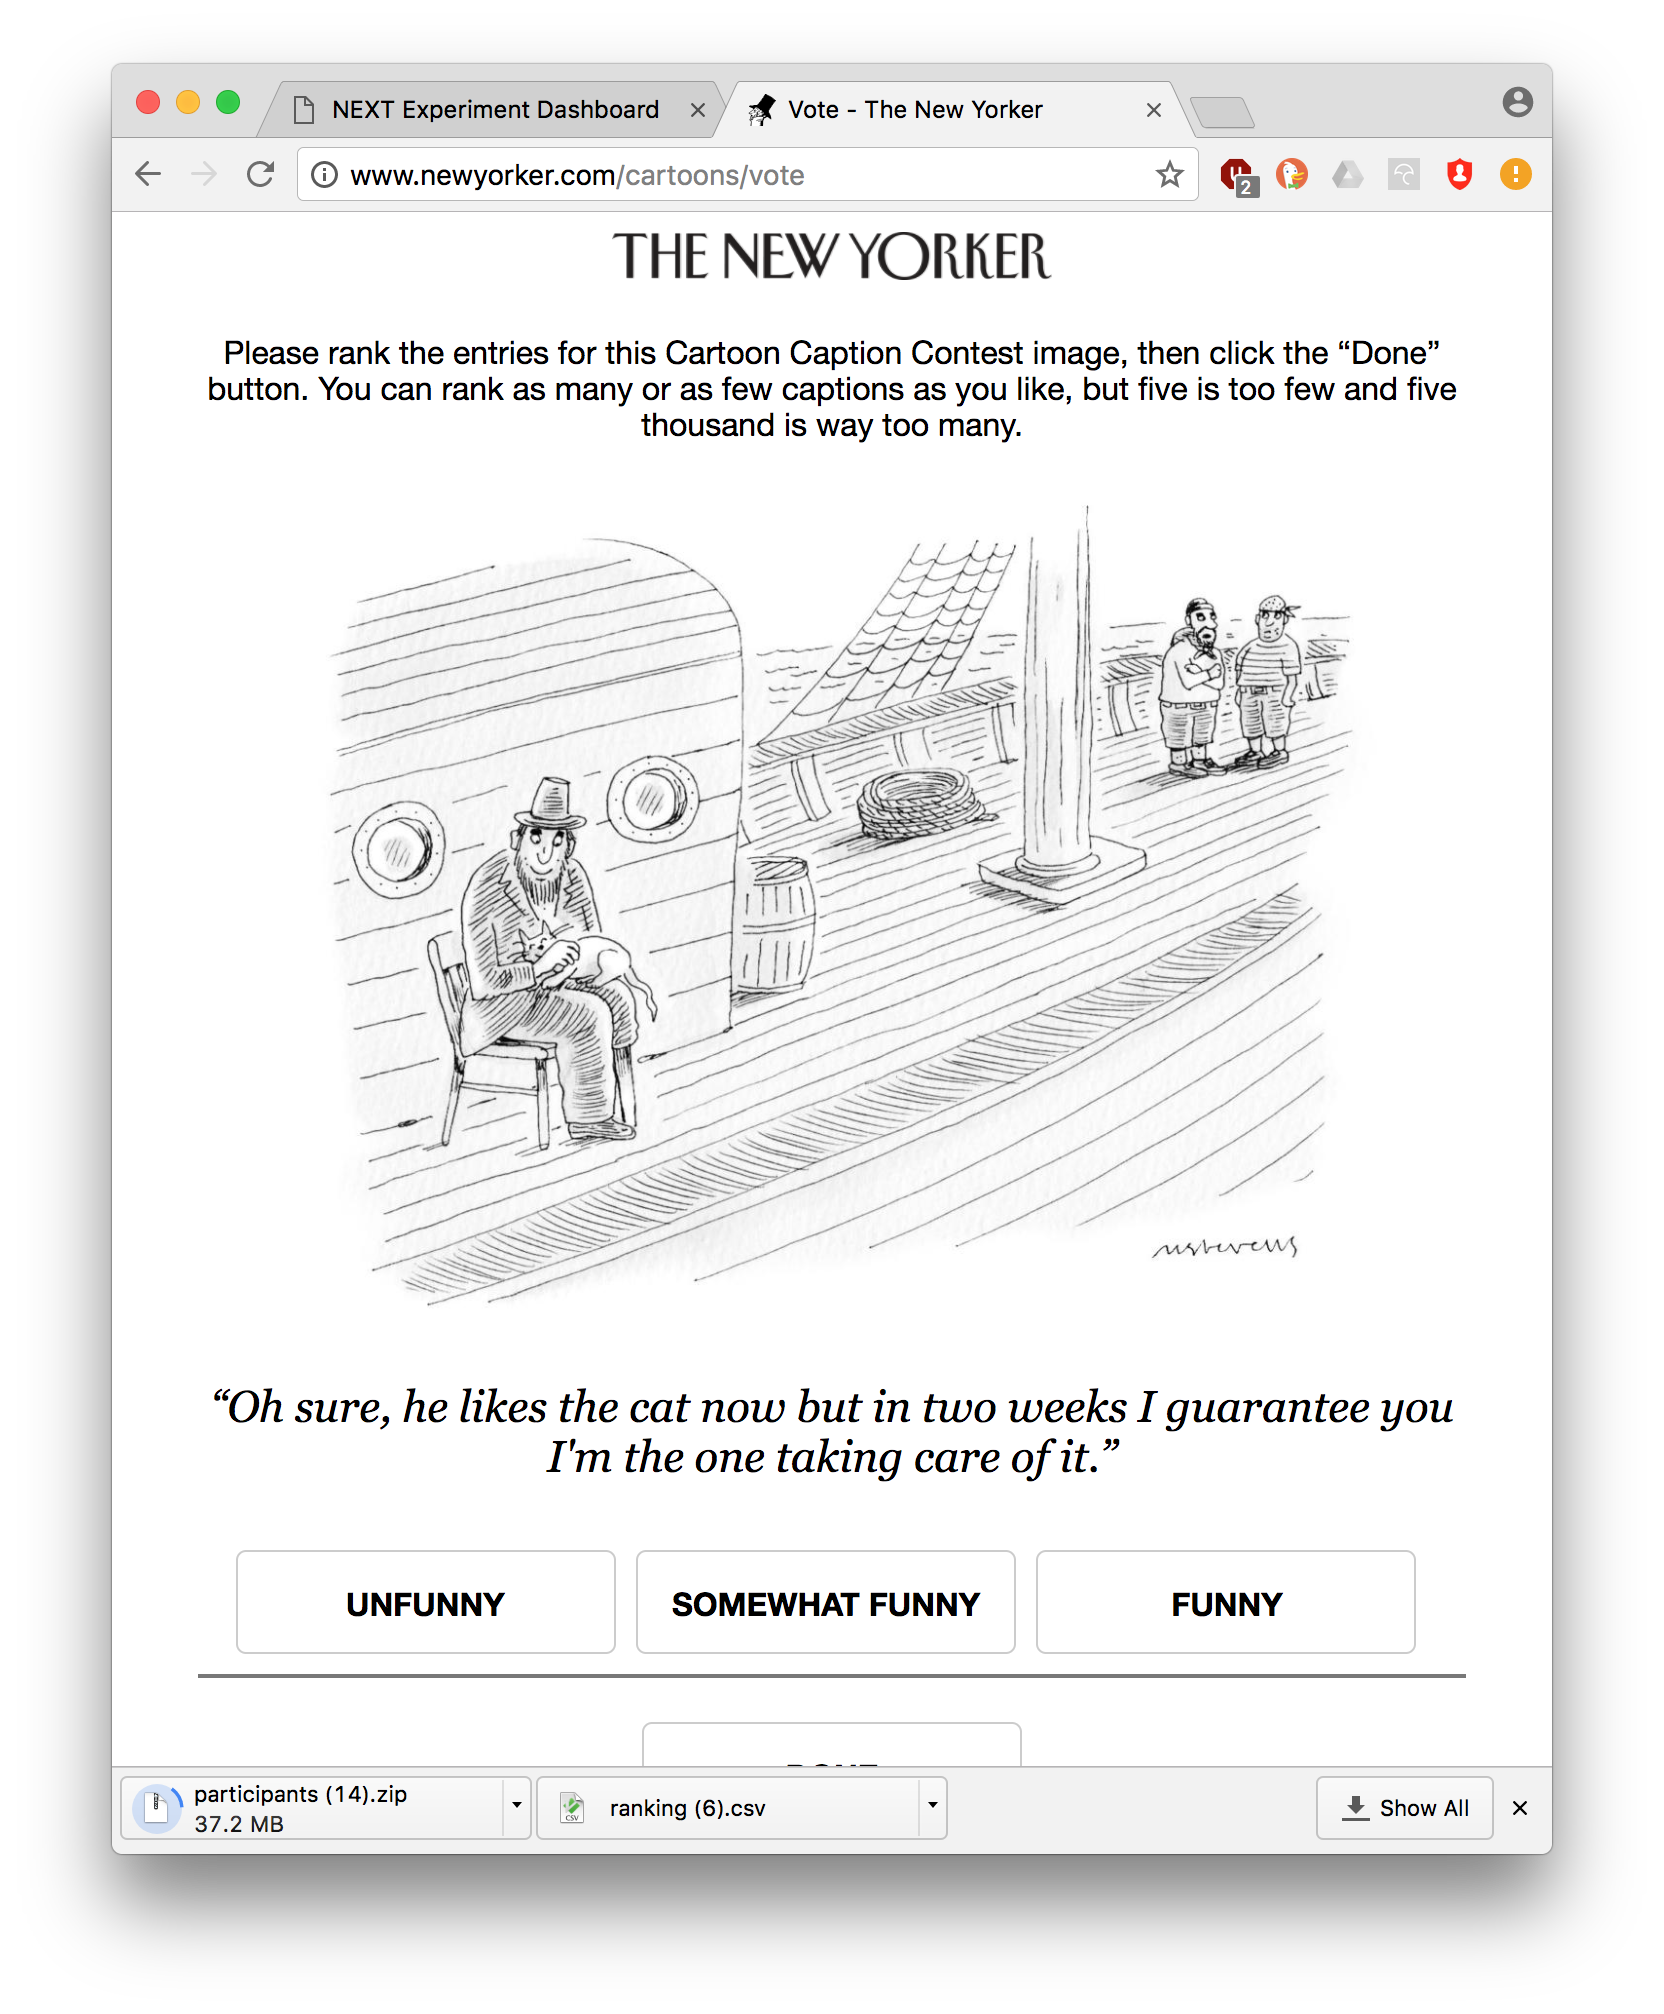 NEXT Experiment Dashboard
Vote - The New Yorker
www.newyorker.com/cartoons/vote
2
THE NEW YORKER
Please rank the entries for this Cartoon Caption Contest image, then click the “Done”
button. You can rank as many or as few captions as you like, but five is too few and five
thousand is way too many.
mstevens
“Oh sure, he likes the cat now but in two weeks I guarantee you
I'm the one taking care of it.”
UNFUNNY
SOMEWHAT FUNNY
FUNNY
participants (14).zip
37.2 MB
CSV
ranking (6).csv
Show All